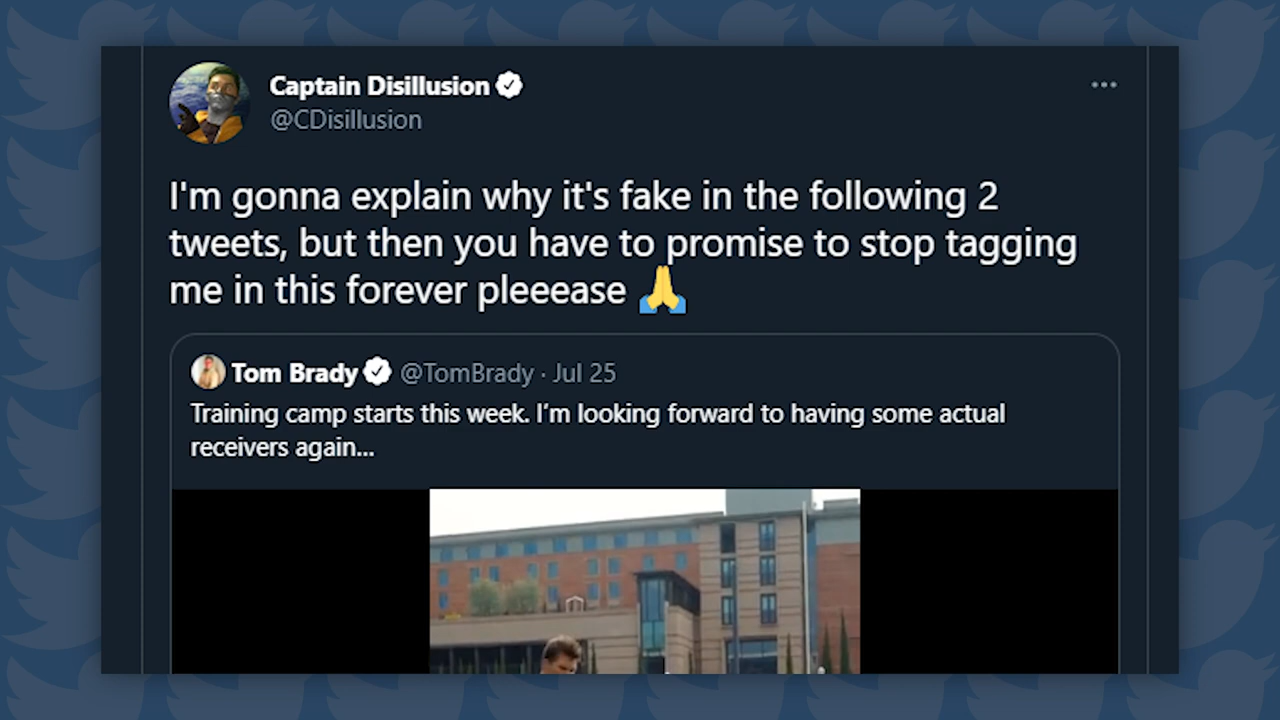 Captain Disillusion
@CDisillusion
I'm gonna explain why it's fake in the following 2
tweets, but then you have to promise to stop tagging
me in this forever pleeease 🙏
Tom Brady @TomBrady · Jul 25
Training camp starts this week. I’m looking forward to having some actual
receivers again...